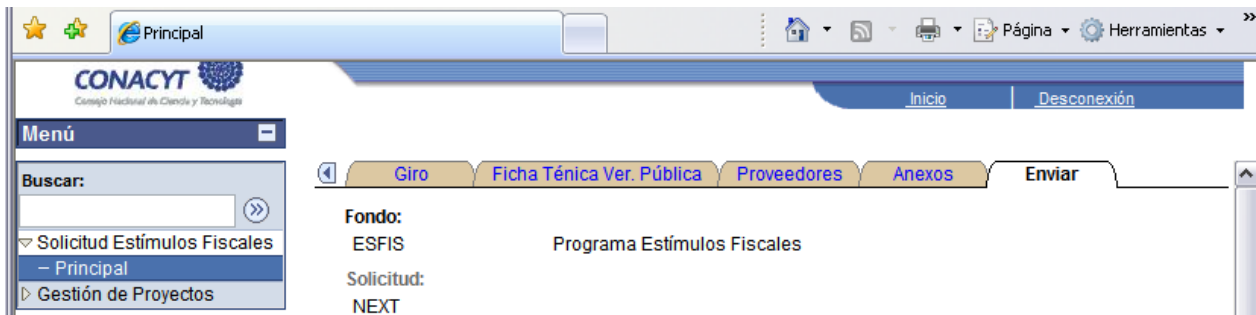 Principal
Página
Herramientas
»
CONACYT
Consejo Nacional de Ciencia y Tecnología
Inicio
Desconexión
Menú
Buscar:
Solicitud Estímulos Fiscales
– Principal
Gestión de Proyectos
Giro
Ficha Ténica Ver. Pública
Proveedores
Anexos
Enviar
Fondo:
ESFIS
Programa Estímulos Fiscales
Solicitud:
NEXT